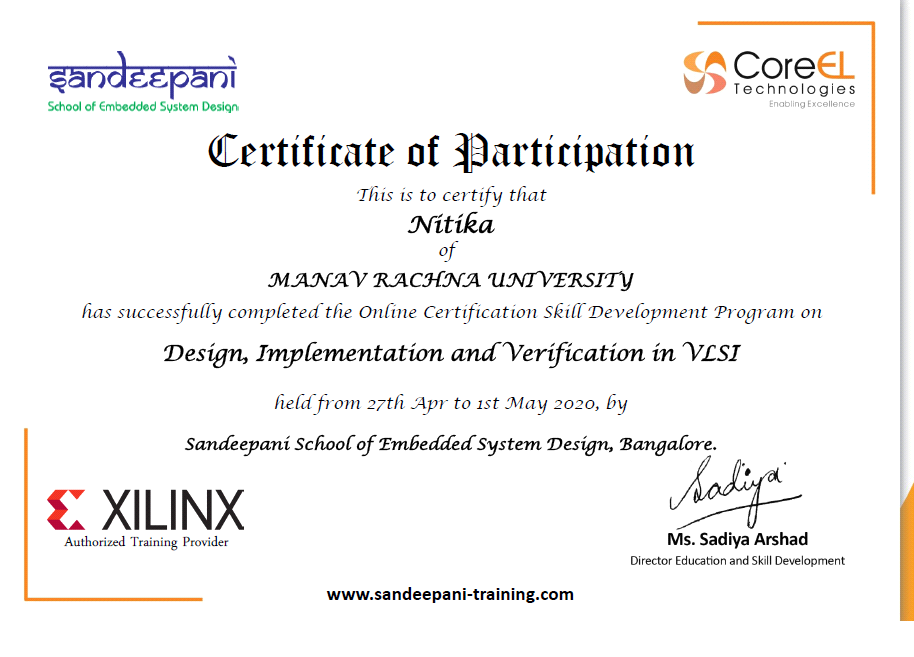 sandeepani
School of Embedded System Design
CoreEL
Technologies
Enabling Excellence
Certificate of Participation
This is to certify that
Nitika
of
MANAV RACHNA UNIVERSITY
has successfully completed the Online Certification Skill Development Program on
Design, Implementation and Verification in VLSI
held from 27th Apr to 1st May 2020, by
Sandeepani School of Embedded System Design, Bangalore.
XILINX
Authorized Training Provider
Sadiya
Ms. Sadiya Arshad
Director Education and Skill Development
www.sandeepani-training.com